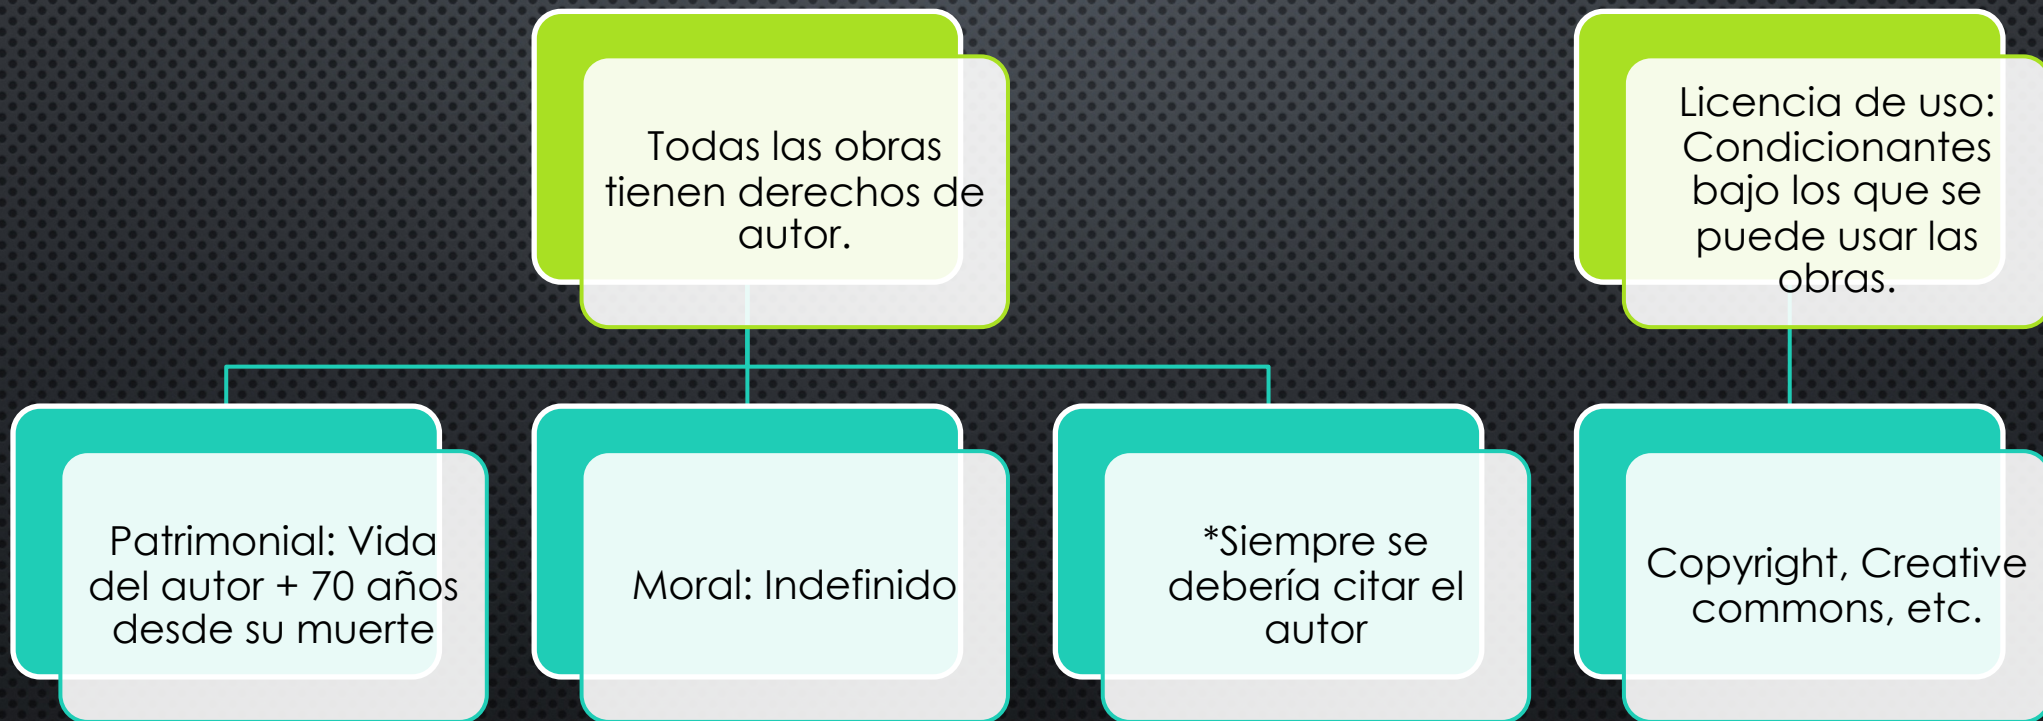 Todas las obras
tienen derechos de
autor.
Licencia de uso:
Condicionantes
bajo los que se
puede usar las
obras.
Patrimonial: Vida
del autor + 70 años
desde su muerte
Moral: Indefinido
*Siempre se
debería citar el
autor
Copyright, Creative
commons, etc.